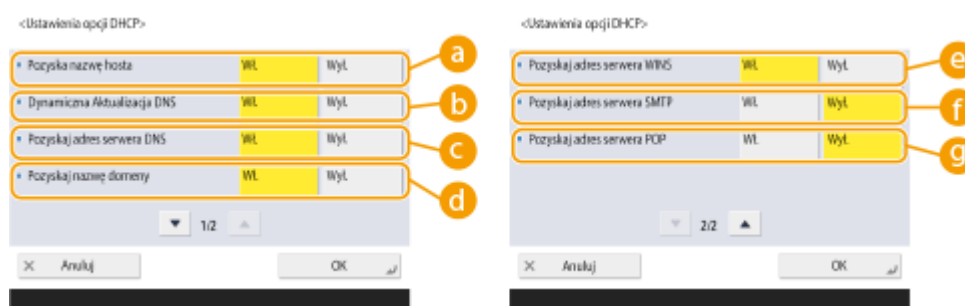 <Ustawienia opcji DHCP>
Pozyska nazwę hosta Wł. Wył. a
Dynamiczna Aktualizacja DNS Wł. Wył. b
Pozyskaj adres serwera DNS Wł. Wył. c
Pozyskaj nazwę domeny Wł. Wył. d
1/2
Anuluj OK
<Ustawienia opcji DHCP>
Pozyskaj adres serwera WINS Wł. Wył. e
Pozyskaj adres serwera SMTP Wł. Wył. f
Pozyskaj adres serwera POP Wł. Wył. g
2/2
Anuluj OK